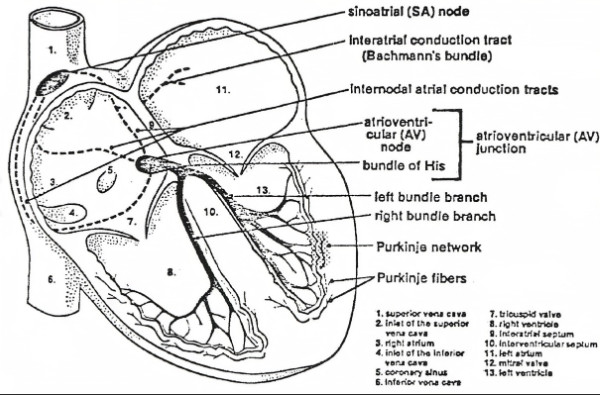 sinoatrial (SA) node
interatrial conduction tract
(Bachmann's bundle)
internodal atrial conduction tracts
atrioventri-
cular (AV)
node
atrioventricular (AV)
junction
bundle of His
left bundle branch
right bundle branch
Purkinje network
Purkinje fibers
1.
2.
3.
4.
5.
6.
7.
8.
9.
10.
11.
12.
13.
1. superior vena cava
2. inlet of the superior
vena cava
3. right atrium
4. inlet of the inferior
vena cava
5. coronary sinus
6. inferior vena cava
7. tricuspid valve
8. right ventricle
9. interatrial septum
10. interventricular septum
11. left atrium
12. mitral valve
13. left ventricle